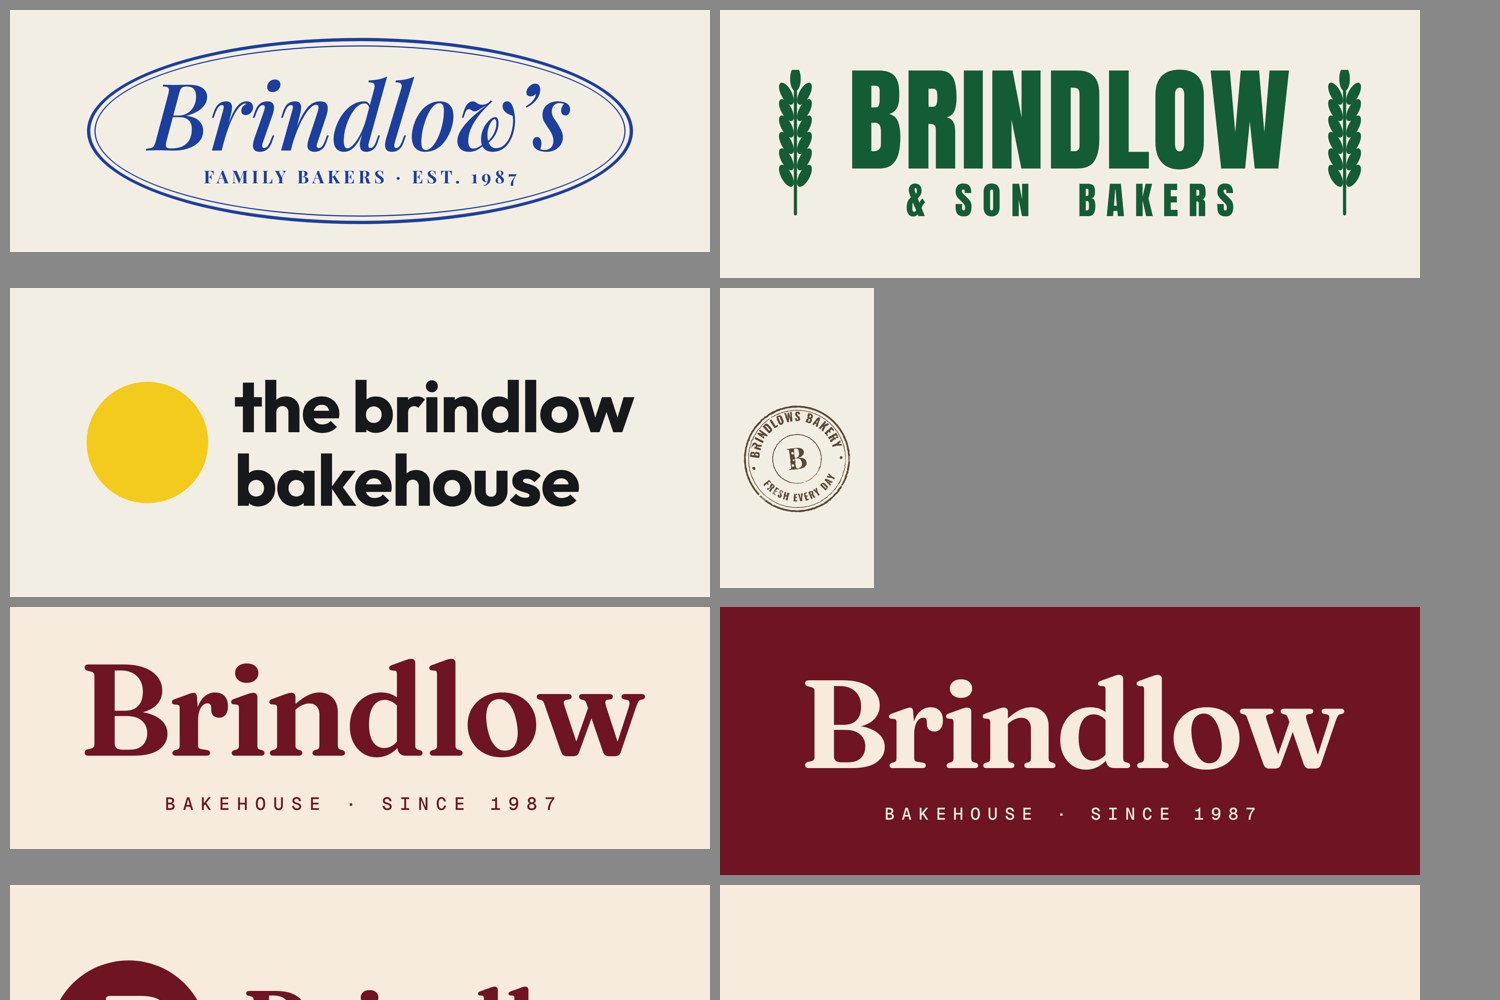 Brindlow's
FAMILY BAKERS · EST. 1987
BRINDLOW
& SON BAKERS
the brindlow
bakehouse
BRINDLOWS BAKERY
B
FRESH EVERY DAY
Brindlow
BAKEHOUSE · SINCE 1987
Brindlow
BAKEHOUSE · SINCE 1987